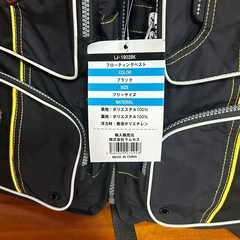 LJ-1902BK
フローティングベスト
COLOR
ブラック
SIZE
フリーサイズ
MATERIAL
表地：ポリエステル100%
裏地：ポリエステル100%
浮力材：発泡ポリエチレン
輸入販売元
株式会社ラムセス
MADE IN CHINA